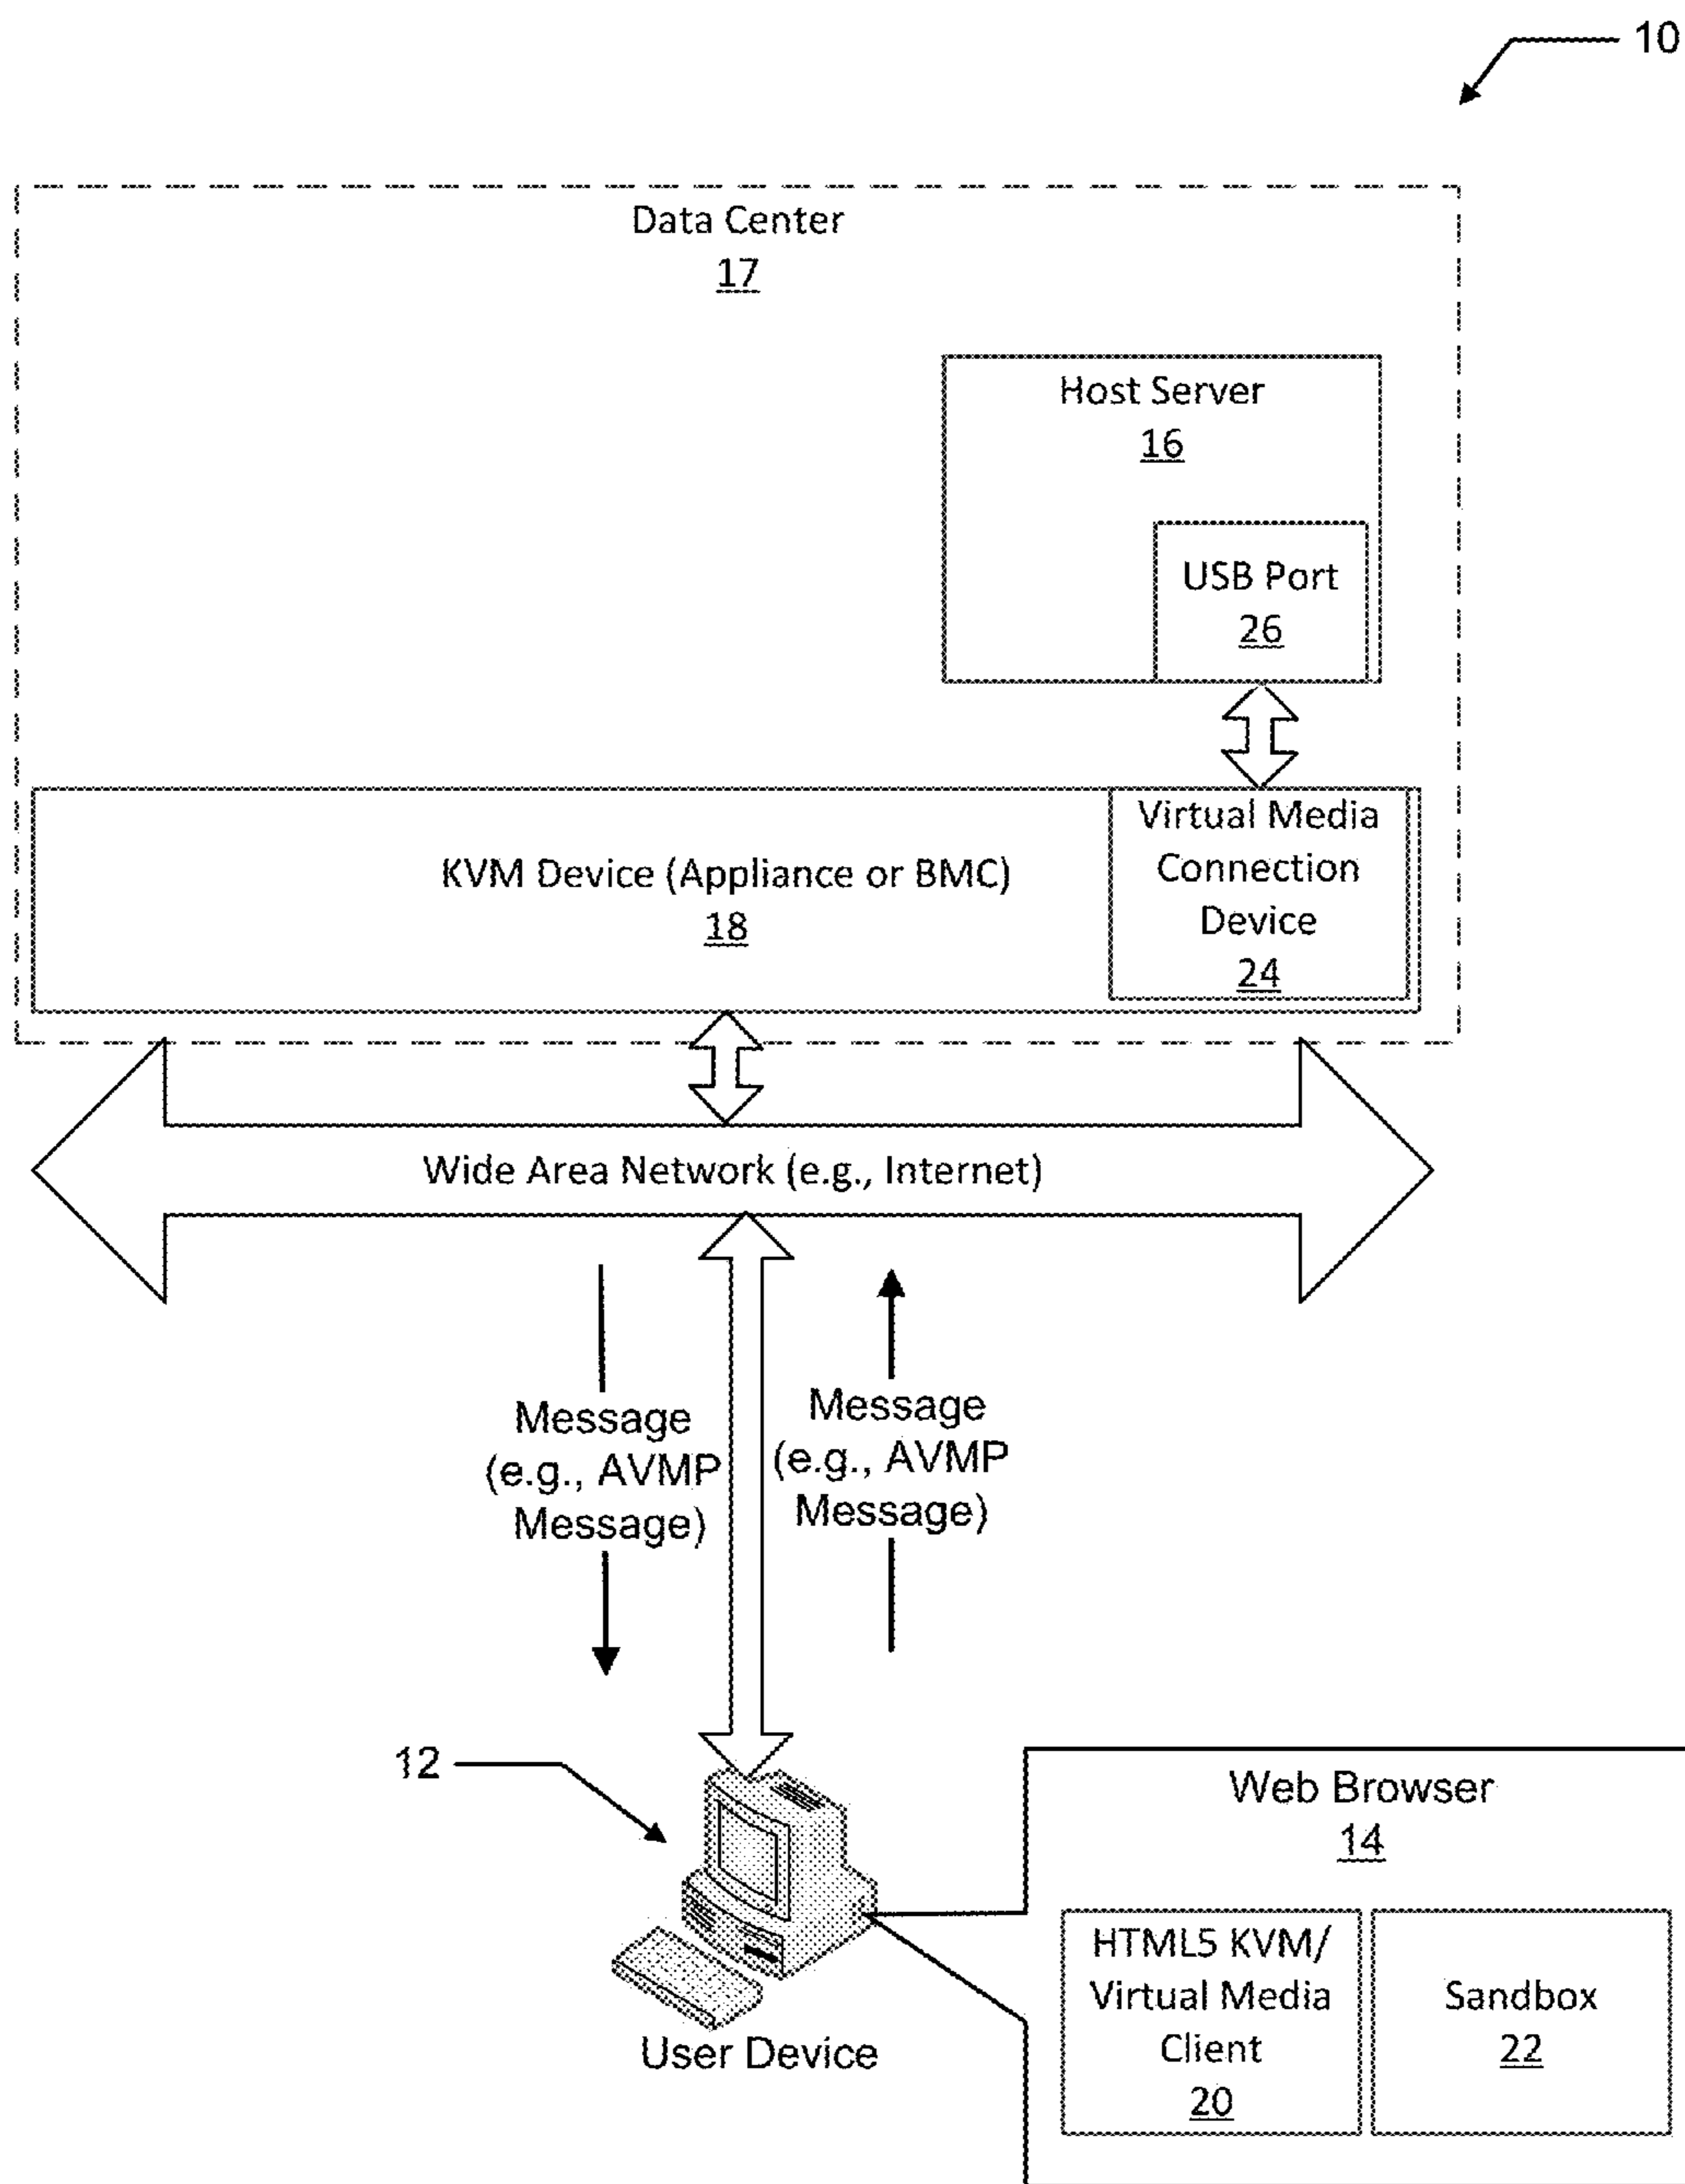 10
Data Center
17
Host Server
16
USB Port
26
Virtual Media
Connection
Device
24
KVM Device (Appliance or BMC)
18
Wide Area Network (e.g., Internet)
Message
(e.g., AVMP
Message)
Message
(e.g., AVMP
Message)
12
User Device
Web Browser
14
HTML5 KVM/
Virtual Media
Client
20
Sandbox
22